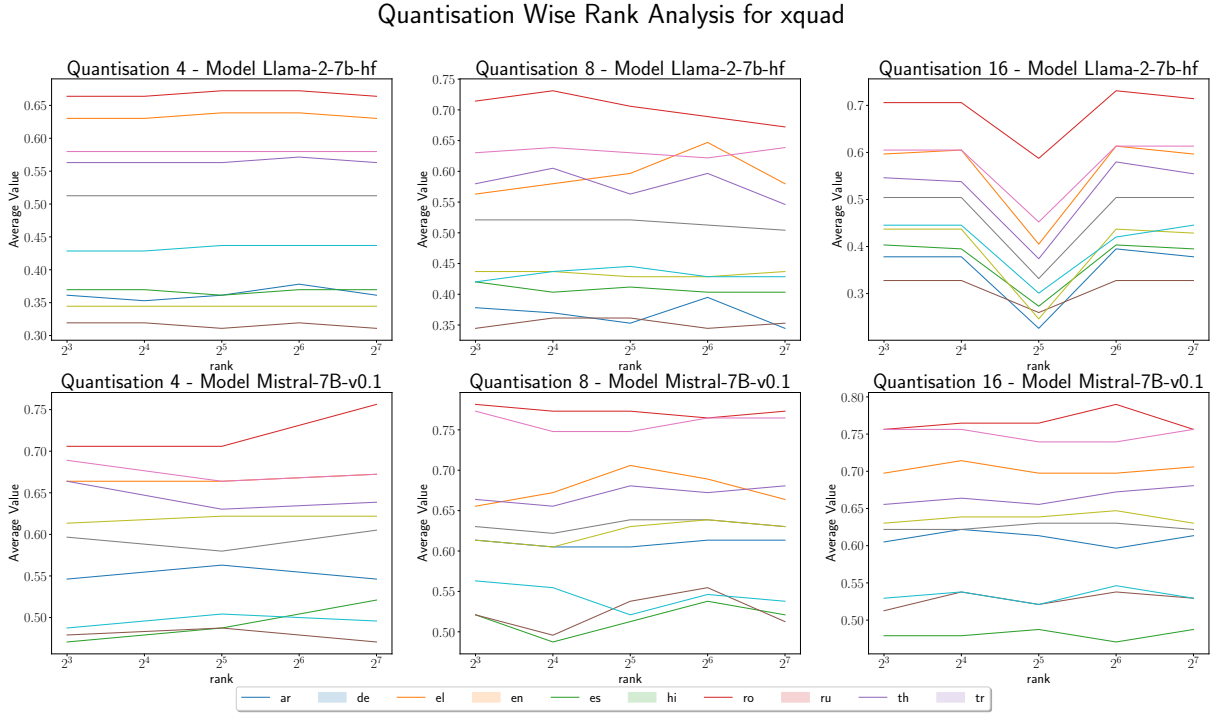 Quantisation Wise Rank Analysis for xquad
Quantisation 4 - Model Llama-2-7b-hf
Average Value
0.65
0.60
0.55
0.50
0.45
0.40
0.35
0.30
2^3 2^4 2^5 2^6 2^7
rank
Quantisation 8 - Model Llama-2-7b-hf
Average Value
0.75
0.70
0.65
0.60
0.55
0.50
0.45
0.40
0.35
2^3 2^4 2^5 2^6 2^7
rank
Quantisation 16 - Model Llama-2-7b-hf
Average Value
0.7
0.6
0.5
0.4
0.3
2^3 2^4 2^5 2^6 2^7
rank
Quantisation 4 - Model Mistral-7B-v0.1
Average Value
0.75
0.70
0.65
0.60
0.55
0.50
2^3 2^4 2^5 2^6 2^7
rank
Quantisation 8 - Model Mistral-7B-v0.1
Average Value
0.75
0.70
0.65
0.60
0.55
0.50
2^3 2^4 2^5 2^6 2^7
rank
Quantisation 16 - Model Mistral-7B-v0.1
Average Value
0.80
0.75
0.70
0.65
0.60
0.55
0.50
2^3 2^4 2^5 2^6 2^7
rank
ar de el en es hi ro ru th tr